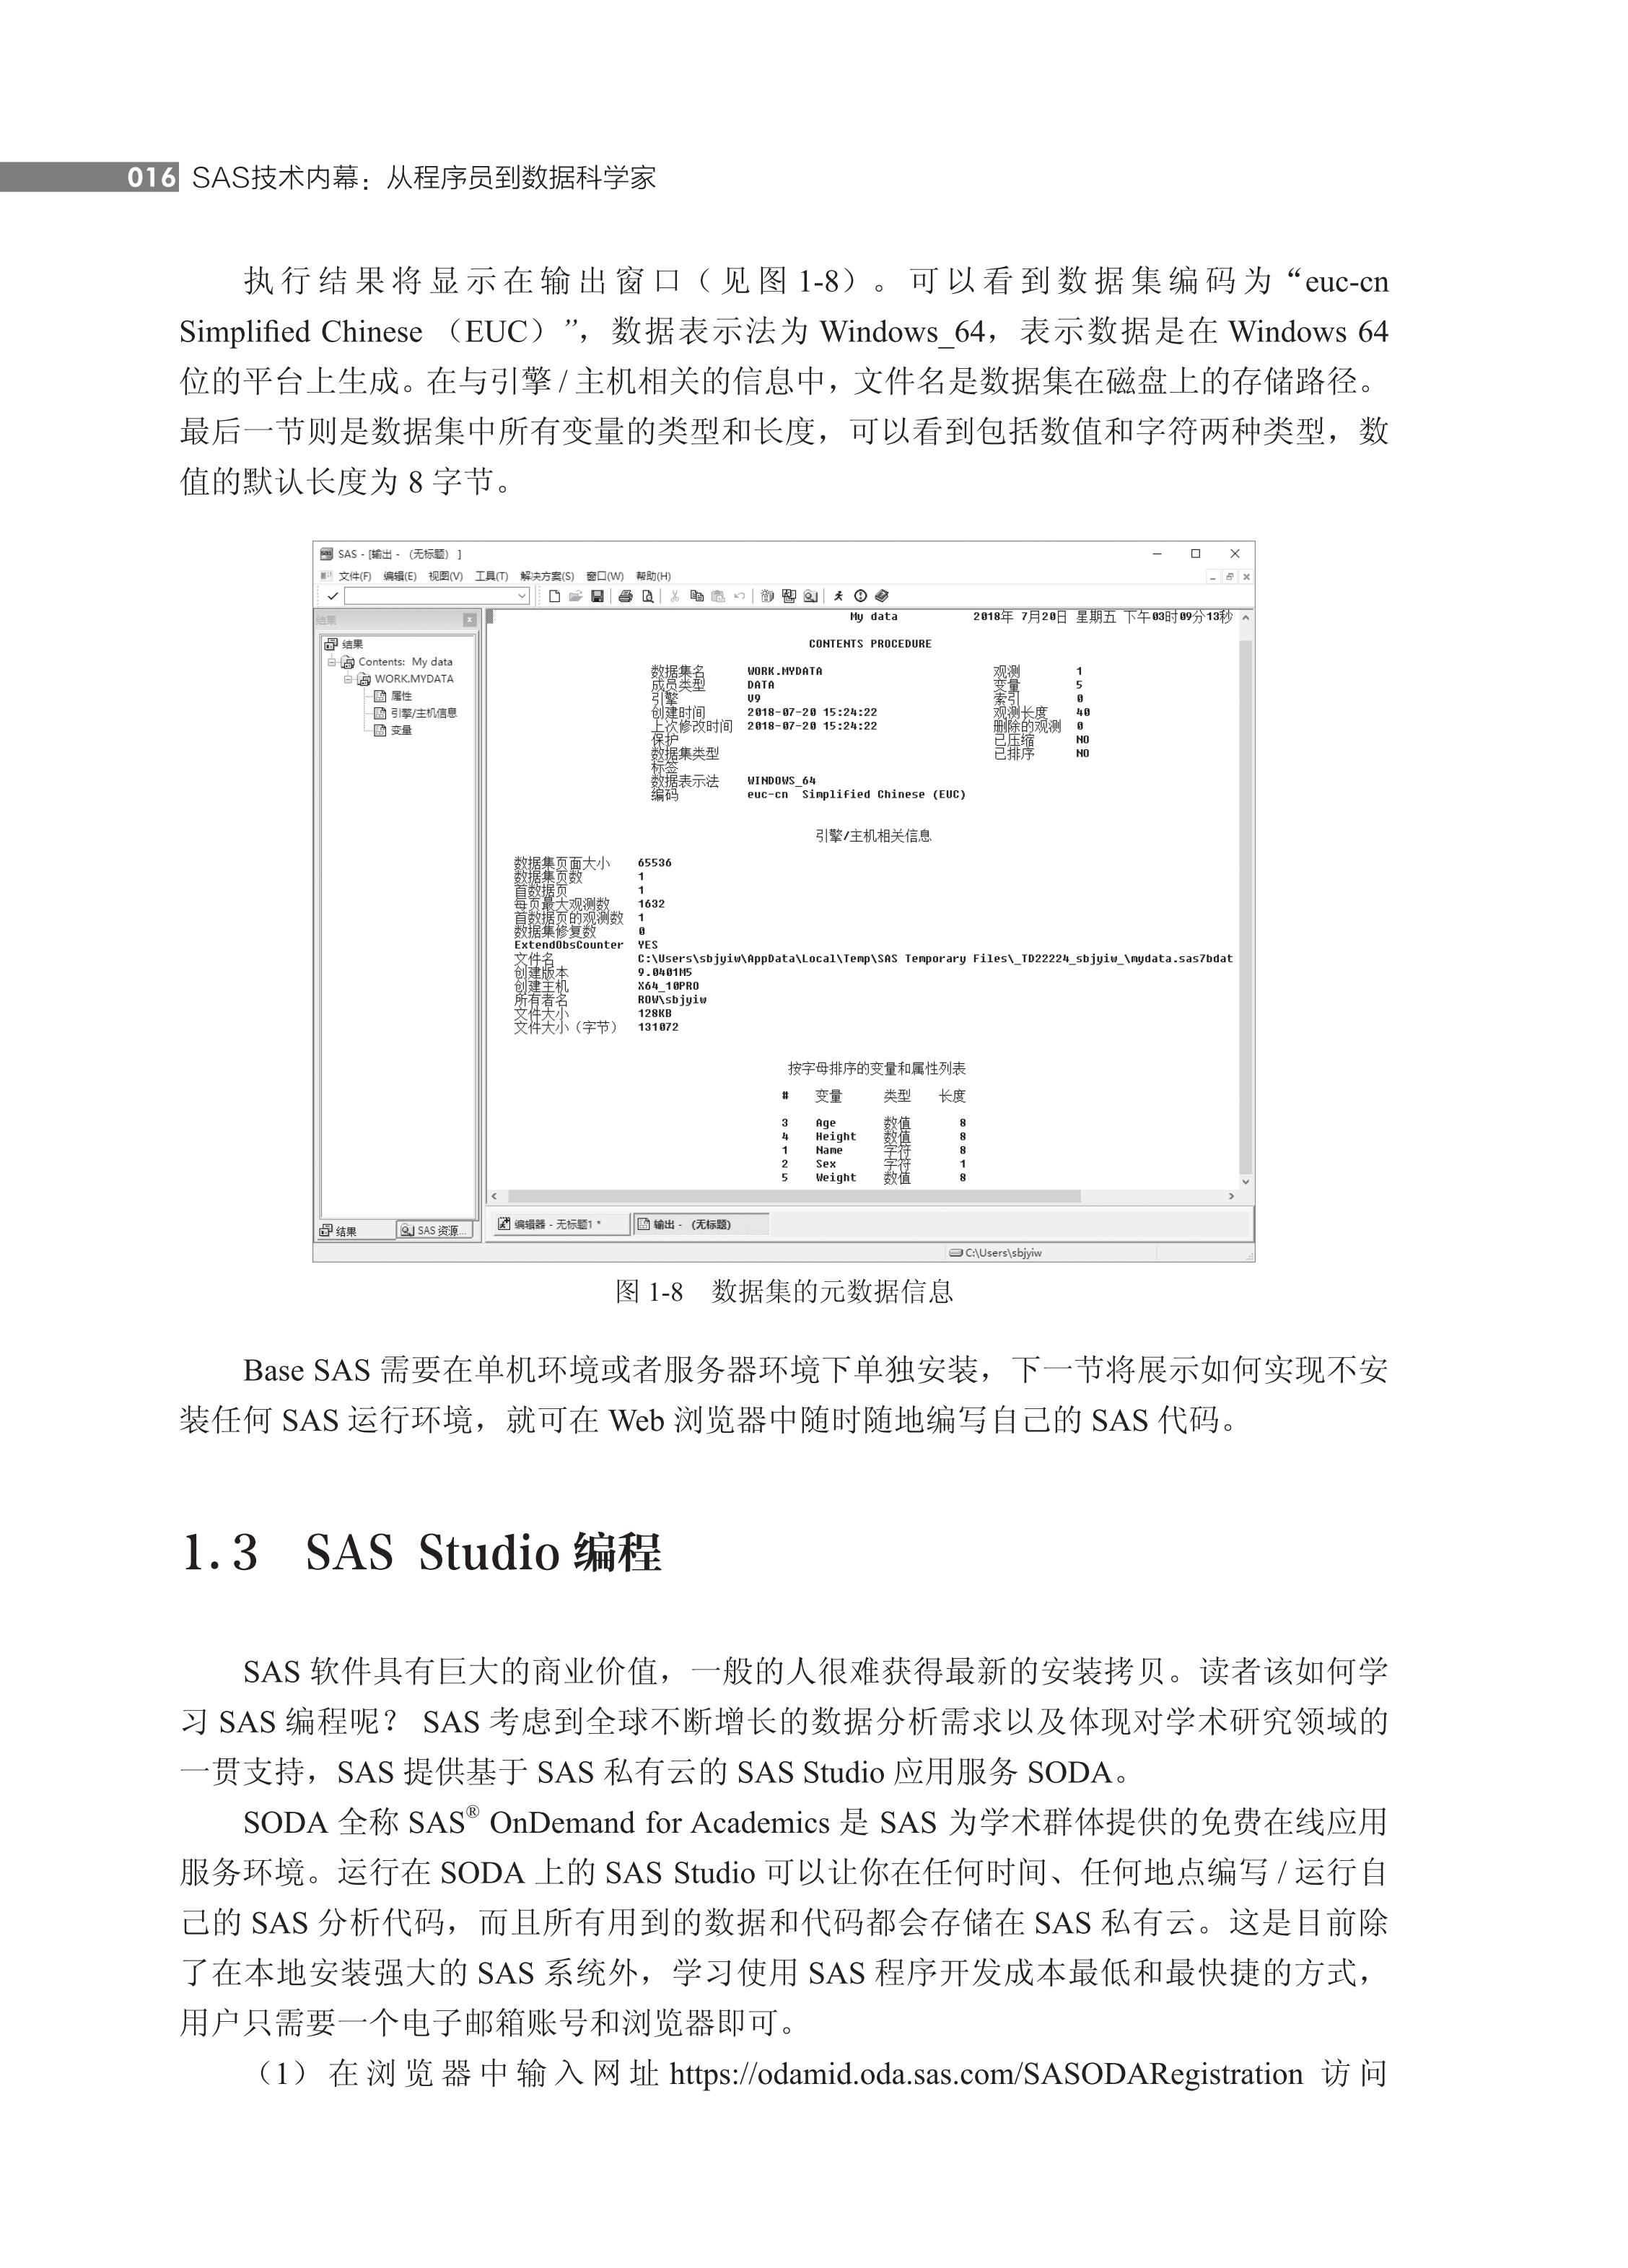 016 SAS技术内幕：从程序员到数据科学家
执行结果将显示在输出窗口（见图 1-8）。可以看到数据集编码为“euc-cn
Simplified Chinese （EUC）”，数据表示法为 Windows_64，表示数据是在 Windows 64
位的平台上生成。在与引擎 / 主机相关的信息中，文件名是数据集在磁盘上的存储路径。
最后一节则是数据集中所有变量的类型和长度，可以看到包括数值和字符两种类型，数
值的默认长度为 8 字节。
SAS - [输出 - （无标题） ]
文件(F) 编辑(E) 视图(V) 工具(T) 解决方案(S) 窗口(W) 帮助(H)
结果
结果
Contents: My data
WORK.MYDATA
属性
引擎/主机信息
变量
My data 2018年 7月20日 星期五 下午03时09分13秒
CONTENTS PROCEDURE
数据集名 WORK.MYDATA 观测 1
成员类型 DATA 变量 5
引擎 V9 索引 0
创建时间 2018-07-20 15:24:22 观测长度 40
上次修改时间 2018-07-20 15:24:22 删除的观测 0
保护 已压缩 NO
数据集类型 已排序 NO
标签
数据表示法 WINDOWS_64
编码 euc-cn Simplified Chinese (EUC)
引擎/主机相关信息
数据集页面大小 65536
数据集页数 1
首数据页 1
每页最大观测数 1632
首数据页的观测数 1
数据集修复数 0
ExtendObsCounter YES
文件名 C:\Users\sbjyiw\AppData\Local\Temp\SAS Temporary Files\_TD22224_sbjyiw_\mydata.sas7bdat
创建版本 9.0401M5
创建主机 X64_10PRO
所有者名 ROW\sbjyiw
文件大小 128KB
文件大小（字节） 131072
按字母排序的变量和属性列表
# 变量 类型 长度
3 Age 数值 8
4 Height 数值 8
1 Name 字符 8
2 Sex 字符 1
5 Weight 数值 8
结果 SAS 资源... 编辑器 - 无标题1 * 输出 - （无标题）
C:\Users\sbjyiw
图 1-8 数据集的元数据信息
Base SAS 需要在单机环境或者服务器环境下单独安装，下一节将展示如何实现不安
装任何 SAS 运行环境，就可在 Web 浏览器中随时随地编写自己的 SAS 代码。
1.3 SAS Studio 编程
SAS 软件具有巨大的商业价值，一般的人很难获得最新的安装拷贝。读者该如何学
习 SAS 编程呢？ SAS 考虑到全球不断增长的数据分析需求以及体现对学术研究领域的
一贯支持，SAS 提供基于 SAS 私有云的 SAS Studio 应用服务 SODA。
SODA 全称 SAS® OnDemand for Academics 是 SAS 为学术群体提供的免费在线应用
服务环境。运行在 SODA 上的 SAS Studio 可以让你在任何时间、任何地点编写 / 运行自
己的 SAS 分析代码，而且所有用到的数据和代码都会存储在 SAS 私有云。这是目前除
了在本地安装强大的 SAS 系统外，学习使用 SAS 程序开发成本最低和最快捷的方式，
用户只需要一个电子邮箱账号和浏览器即可。
（1）在浏览器中输入网址 https://odamid.oda.sas.com/SASODARegistration 访问